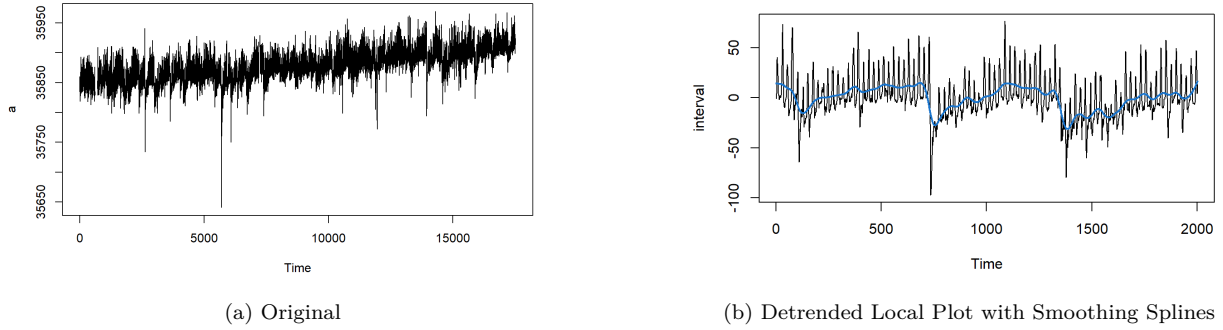 35950
35850
35750
35650
a
0
5000
10000
15000
Time
(a) Original
50
0
-50
-100
interval
0
500
1000
1500
2000
Time
(b) Detrended Local Plot with Smoothing Splines